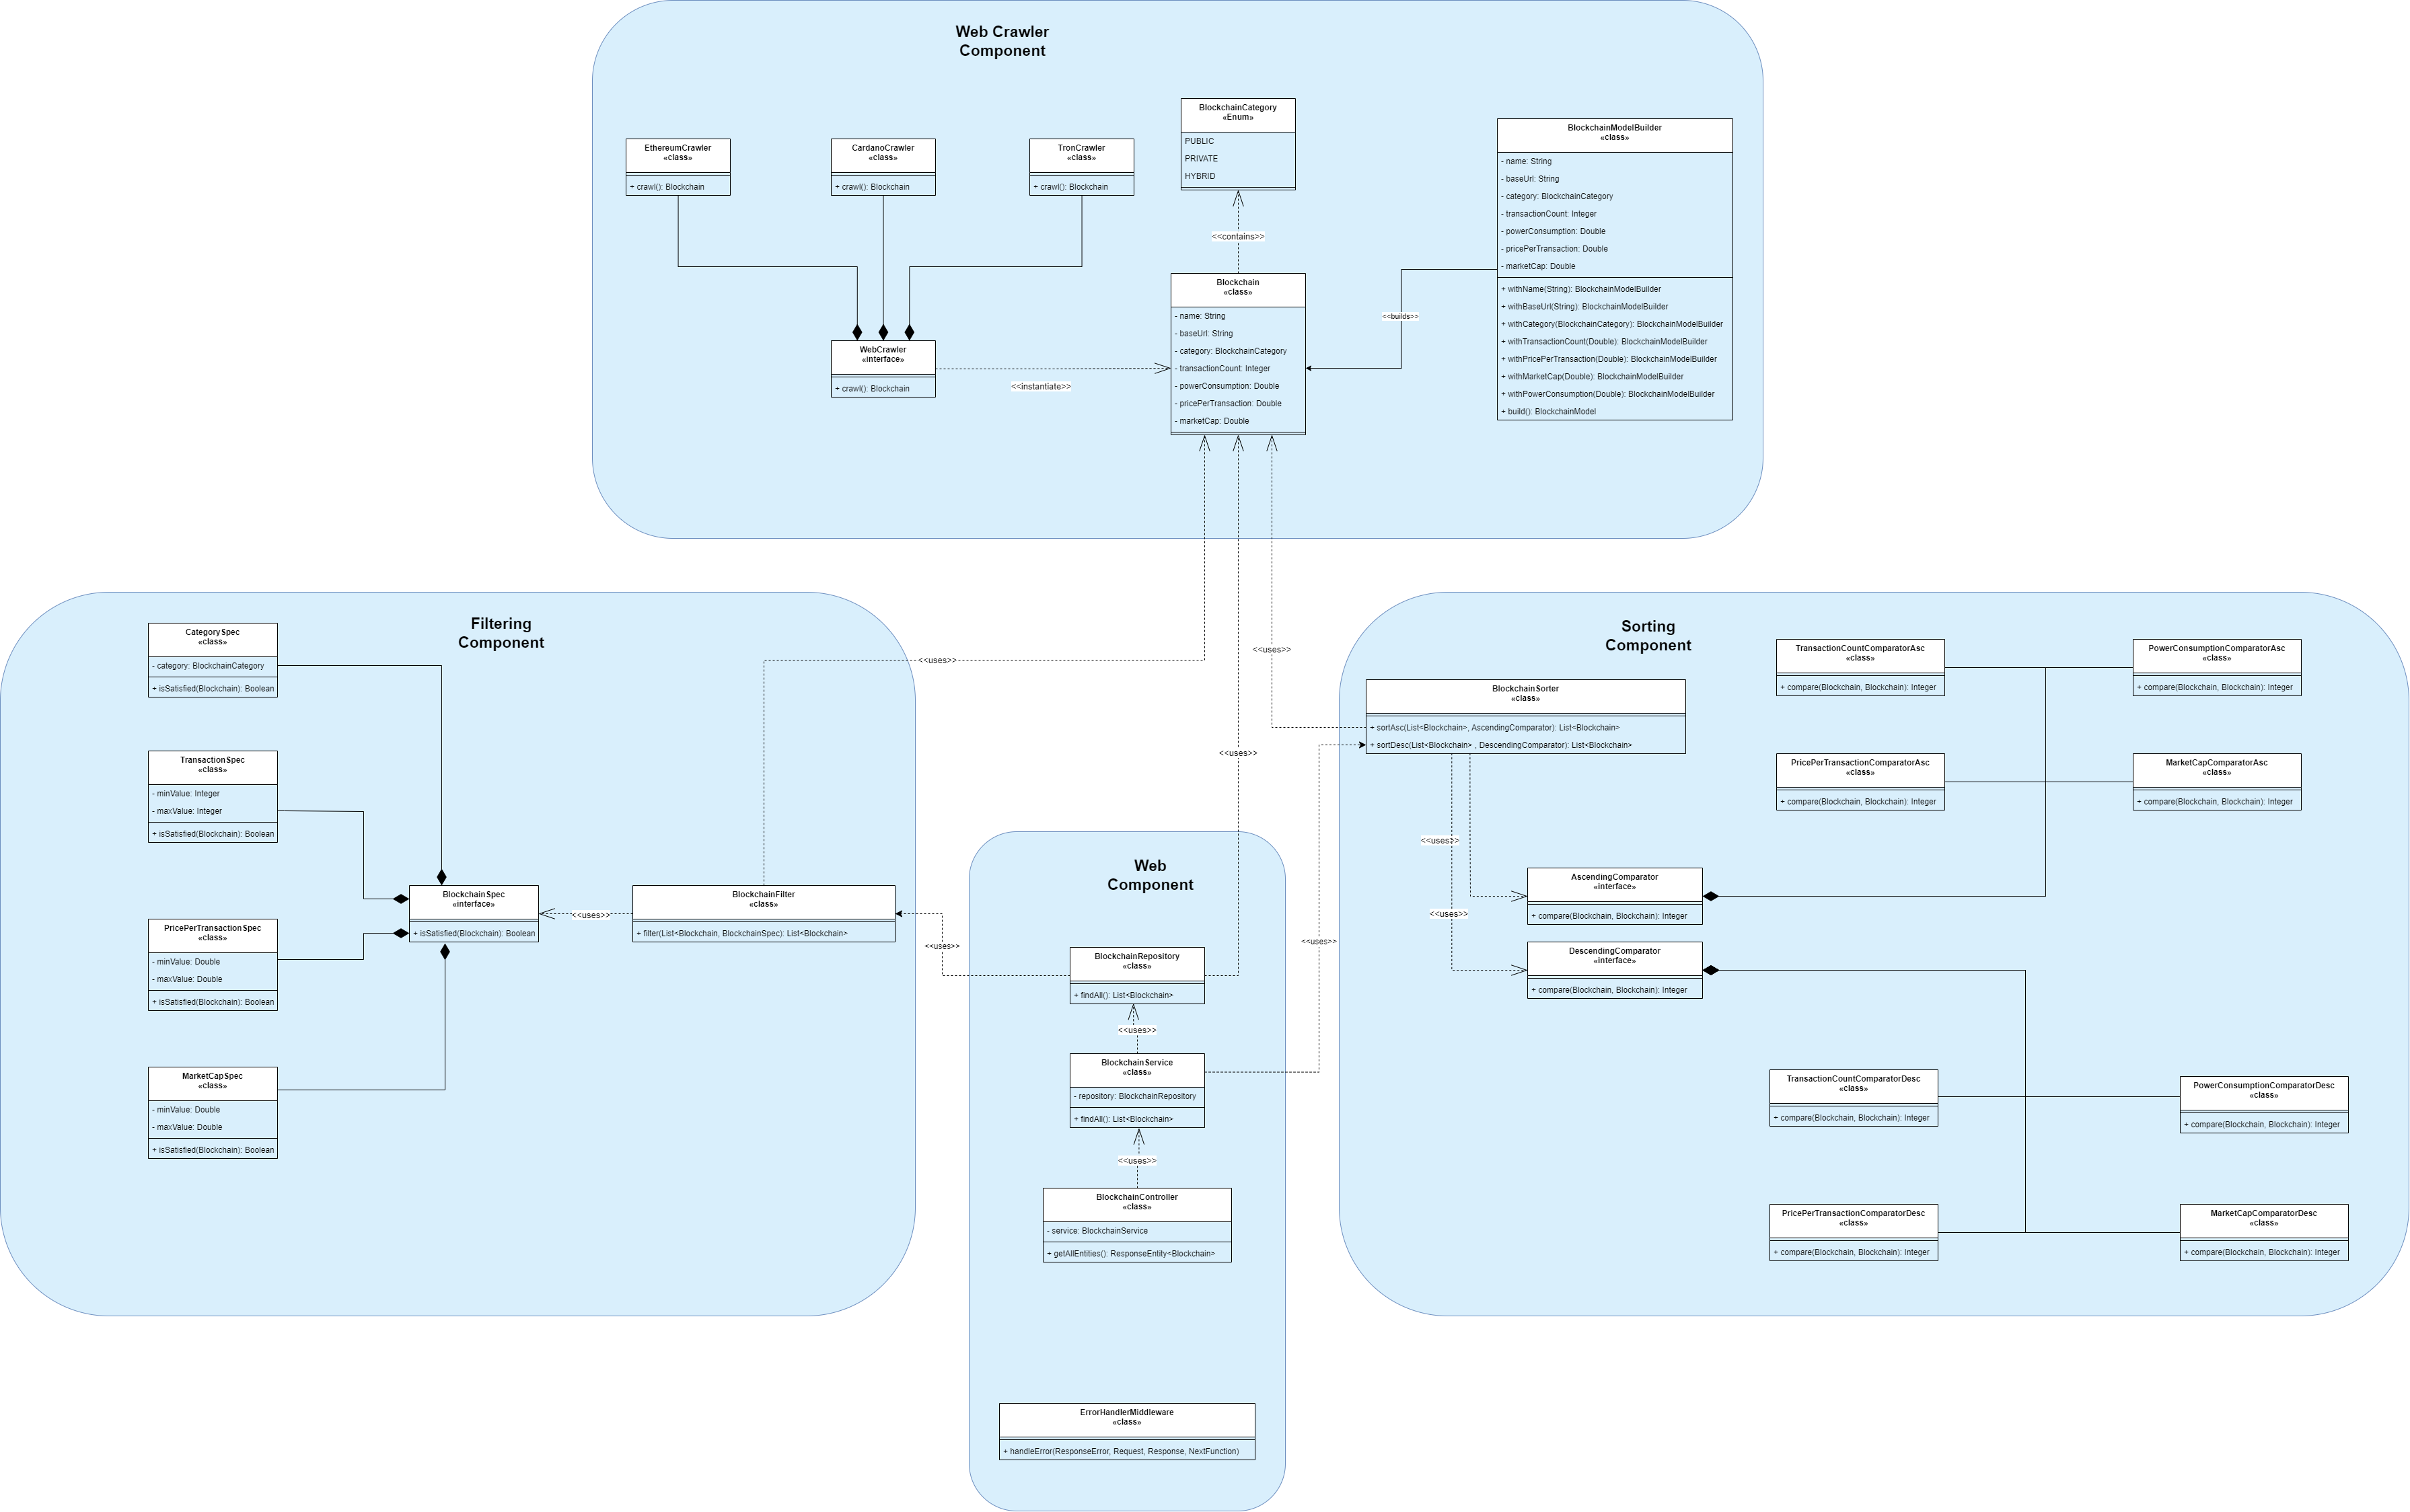 Web Crawler
Component
EthereumCrawler
«class»
+ crawl(): Blockchain
CardanoCrawler
«class»
+ crawl(): Blockchain
TronCrawler
«class»
+ crawl(): Blockchain
BlockchainCategory
«Enum»
PUBLIC
PRIVATE
HYBRID
BlockchainModelBuilder
«class»
- name: String
- baseUrl: String
- category: BlockchainCategory
- transactionCount: Integer
- powerConsumption: Double
- pricePerTransaction: Double
- marketCap: Double
+ withName(String): BlockchainModelBuilder
+ withBaseUrl(String): BlockchainModelBuilder
+ withCategory(BlockchainCategory): BlockchainModelBuilder
+ withTransactionCount(Double): BlockchainModelBuilder
+ withPricePerTransaction(Double): BlockchainModelBuilder
+ withMarketCap(Double): BlockchainModelBuilder
+ withPowerConsumption(Double): BlockchainModelBuilder
+ build(): BlockchainModel
<<contains>>
<<builds>>
Blockchain
«class»
- name: String
- baseUrl: String
- category: BlockchainCategory
- transactionCount: Integer
- powerConsumption: Double
- pricePerTransaction: Double
- marketCap: Double
WebCrawler
«interface»
+ crawl(): Blockchain
<<instantiate>>
Filtering
Component
CategorySpec
«class»
- category: BlockchainCategory
+ isSatisfied(Blockchain): Boolean
TransactionSpec
«class»
- minValue: Integer
- maxValue: Integer
+ isSatisfied(Blockchain): Boolean
PricePerTransactionSpec
«class»
- minValue: Double
- maxValue: Double
+ isSatisfied(Blockchain): Boolean
MarketCapSpec
«class»
- minValue: Double
- maxValue: Double
+ isSatisfied(Blockchain): Boolean
BlockchainSpec
«interface»
+ isSatisfied(Blockchain): Boolean
<<uses>>
BlockchainFilter
«class»
+ filter(List<Blockchain, BlockchainSpec): List<Blockchain>
<<uses>>
<<uses>>
<<uses>>
<<uses>>
<<uses>>
Web
Component
BlockchainRepository
«class»
+ findAll(): List<Blockchain>
<<uses>>
BlockchainService
«class»
- repository: BlockchainRepository
+ findAll(): List<Blockchain>
<<uses>>
BlockchainController
«class»
- service: BlockchainService
+ getAllEntities(): ResponseEntity<Blockchain>
ErrorHandlerMiddleware
«class»
+ handleError(ResponseError, Request, Response, NextFunction)
Sorting
Component
BlockchainSorter
«class»
+ sortAsc(List<Blockchain>, AscendingComparator): List<Blockchain>
+ sortDesc(List<Blockchain> , DescendingComparator): List<Blockchain>
<<uses>>
<<uses>>
AscendingComparator
«interface»
+ compare(Blockchain, Blockchain): Integer
DescendingComparator
«interface»
+ compare(Blockchain, Blockchain): Integer
TransactionCountComparatorAsc
«class»
+ compare(Blockchain, Blockchain): Integer
PowerConsumptionComparatorAsc
«class»
+ compare(Blockchain, Blockchain): Integer
PricePerTransactionComparatorAsc
«class»
+ compare(Blockchain, Blockchain): Integer
MarketCapComparatorAsc
«class»
+ compare(Blockchain, Blockchain): Integer
TransactionCountComparatorDesc
«class»
+ compare(Blockchain, Blockchain): Integer
PowerConsumptionComparatorDesc
«class»
+ compare(Blockchain, Blockchain): Integer
PricePerTransactionComparatorDesc
«class»
+ compare(Blockchain, Blockchain): Integer
MarketCapComparatorDesc
«class»
+ compare(Blockchain, Blockchain): Integer